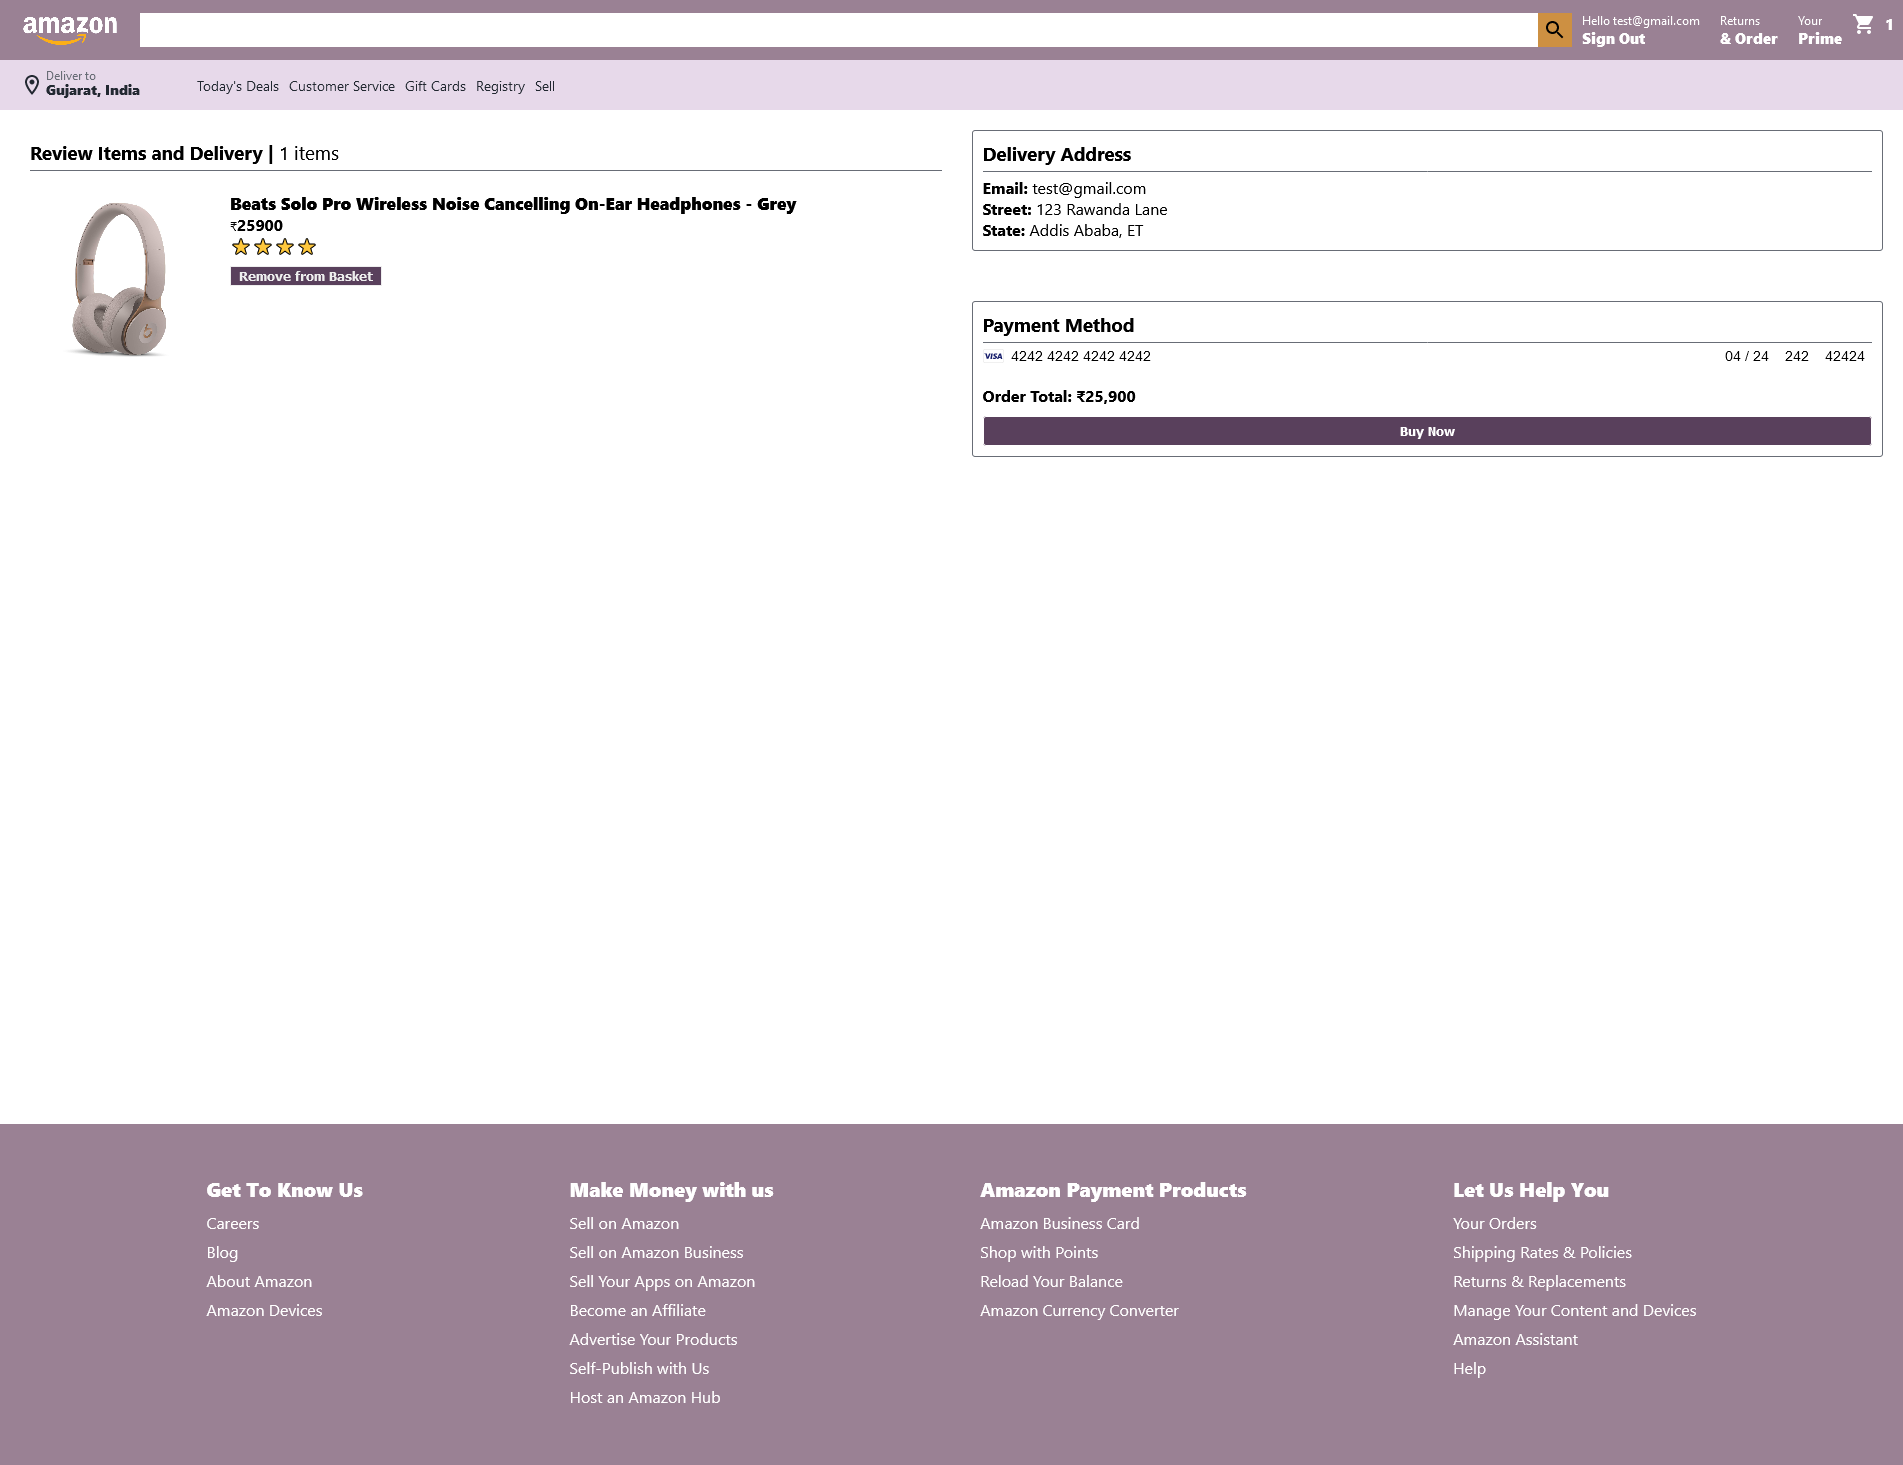 amazon
Hello test@gmail.com
Sign Out
Returns
& Order
Your
Prime
1
Deliver to
Gujarat, India
Today's Deals Customer Service Gift Cards Registry Sell
Review Items and Delivery | 1 items
Beats Solo Pro Wireless Noise Cancelling On-Ear Headphones - Grey
₹25900
Remove from Basket
Delivery Address
Email: test@gmail.com
Street: 123 Rawanda Lane
State: Addis Ababa, ET
Payment Method
VISA 4242 4242 4242 4242 04 / 24 242 42424
Order Total: ₹25,900
Buy Now
Get To Know Us
Careers
Blog
About Amazon
Amazon Devices
Make Money with us
Sell on Amazon
Sell on Amazon Business
Sell Your Apps on Amazon
Become an Affiliate
Advertise Your Products
Self-Publish with Us
Host an Amazon Hub
Amazon Payment Products
Amazon Business Card
Shop with Points
Reload Your Balance
Amazon Currency Converter
Let Us Help You
Your Orders
Shipping Rates & Policies
Returns & Replacements
Manage Your Content and Devices
Amazon Assistant
Help